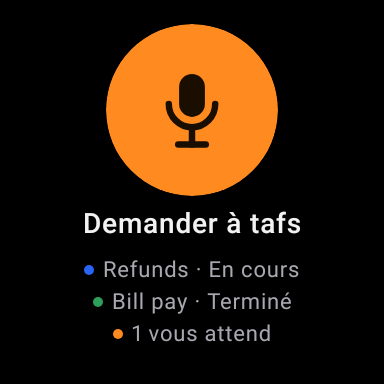 Demander à tafs
Refunds · En cours
Bill pay · Terminé
1 vous attend